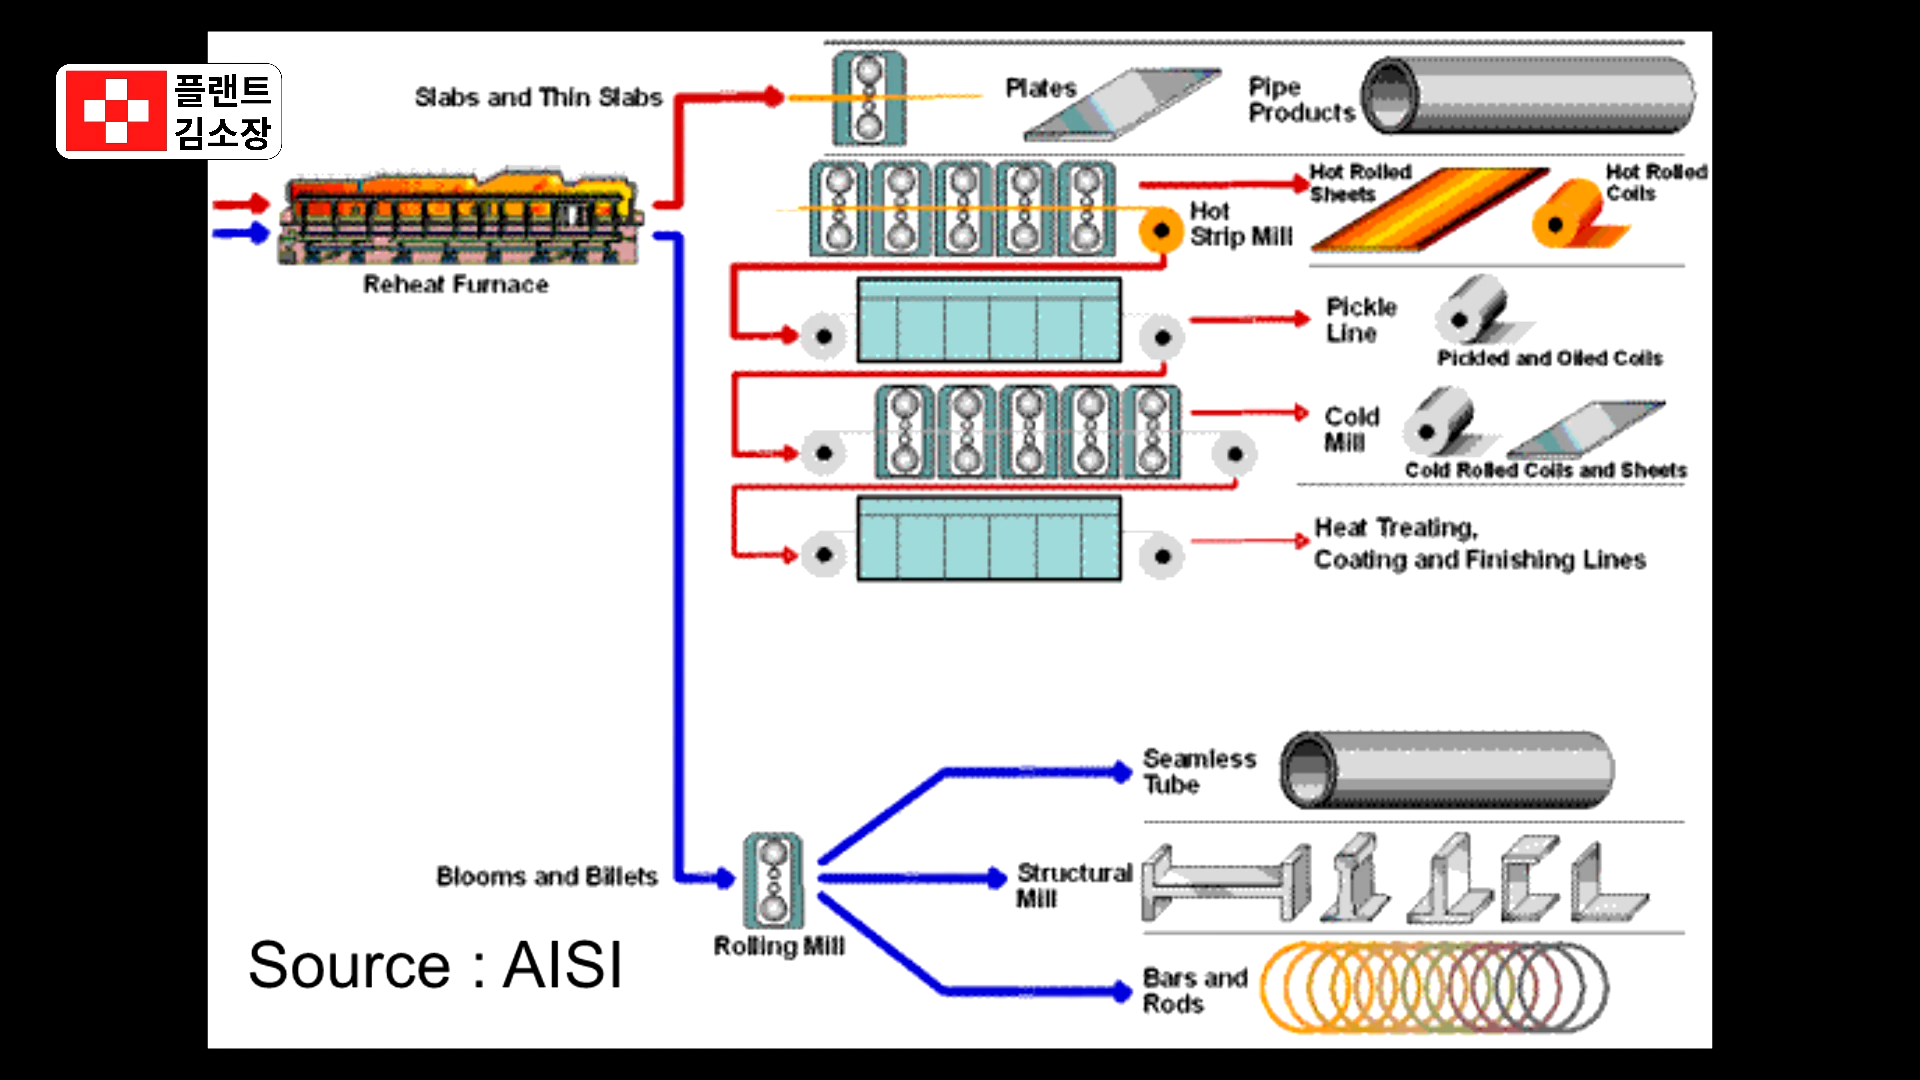 플랜트
김소장
Slabs and Thin Slabs
Plates
Pipe
Products
Reheat Furnace
Hot
Strip Mill
Hot Rolled
Sheets
Hot Rolled
Coils
Pickle
Line
Pickled and Oiled Coils
Cold
Mill
Cold Rolled Coils and Sheets
Heat Treating,
Coating and Finishing Lines
Seamless
Tube
Blooms and Billets
Rolling Mill
Structural
Mill
Bars and
Rods
Source : AISI